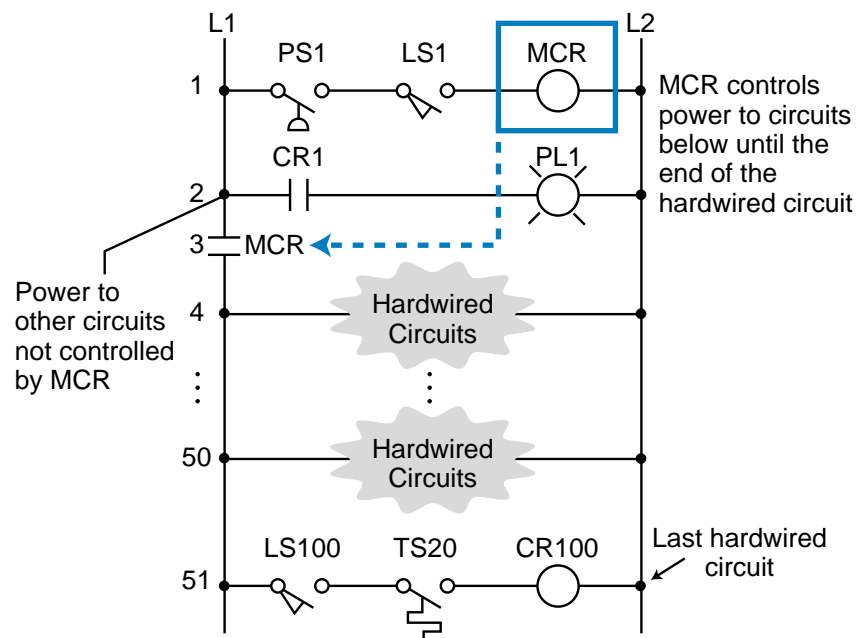 L1
L2
PS1
LS1
MCR
1
MCR controls
power to circuits
below until the
end of the
hardwired circuit
CR1
PL1
2
3
MCR
Power to
other circuits
not controlled
by MCR
4
Hardwired
Circuits
50
Hardwired
Circuits
LS100
TS20
CR100
Last hardwired
circuit
51